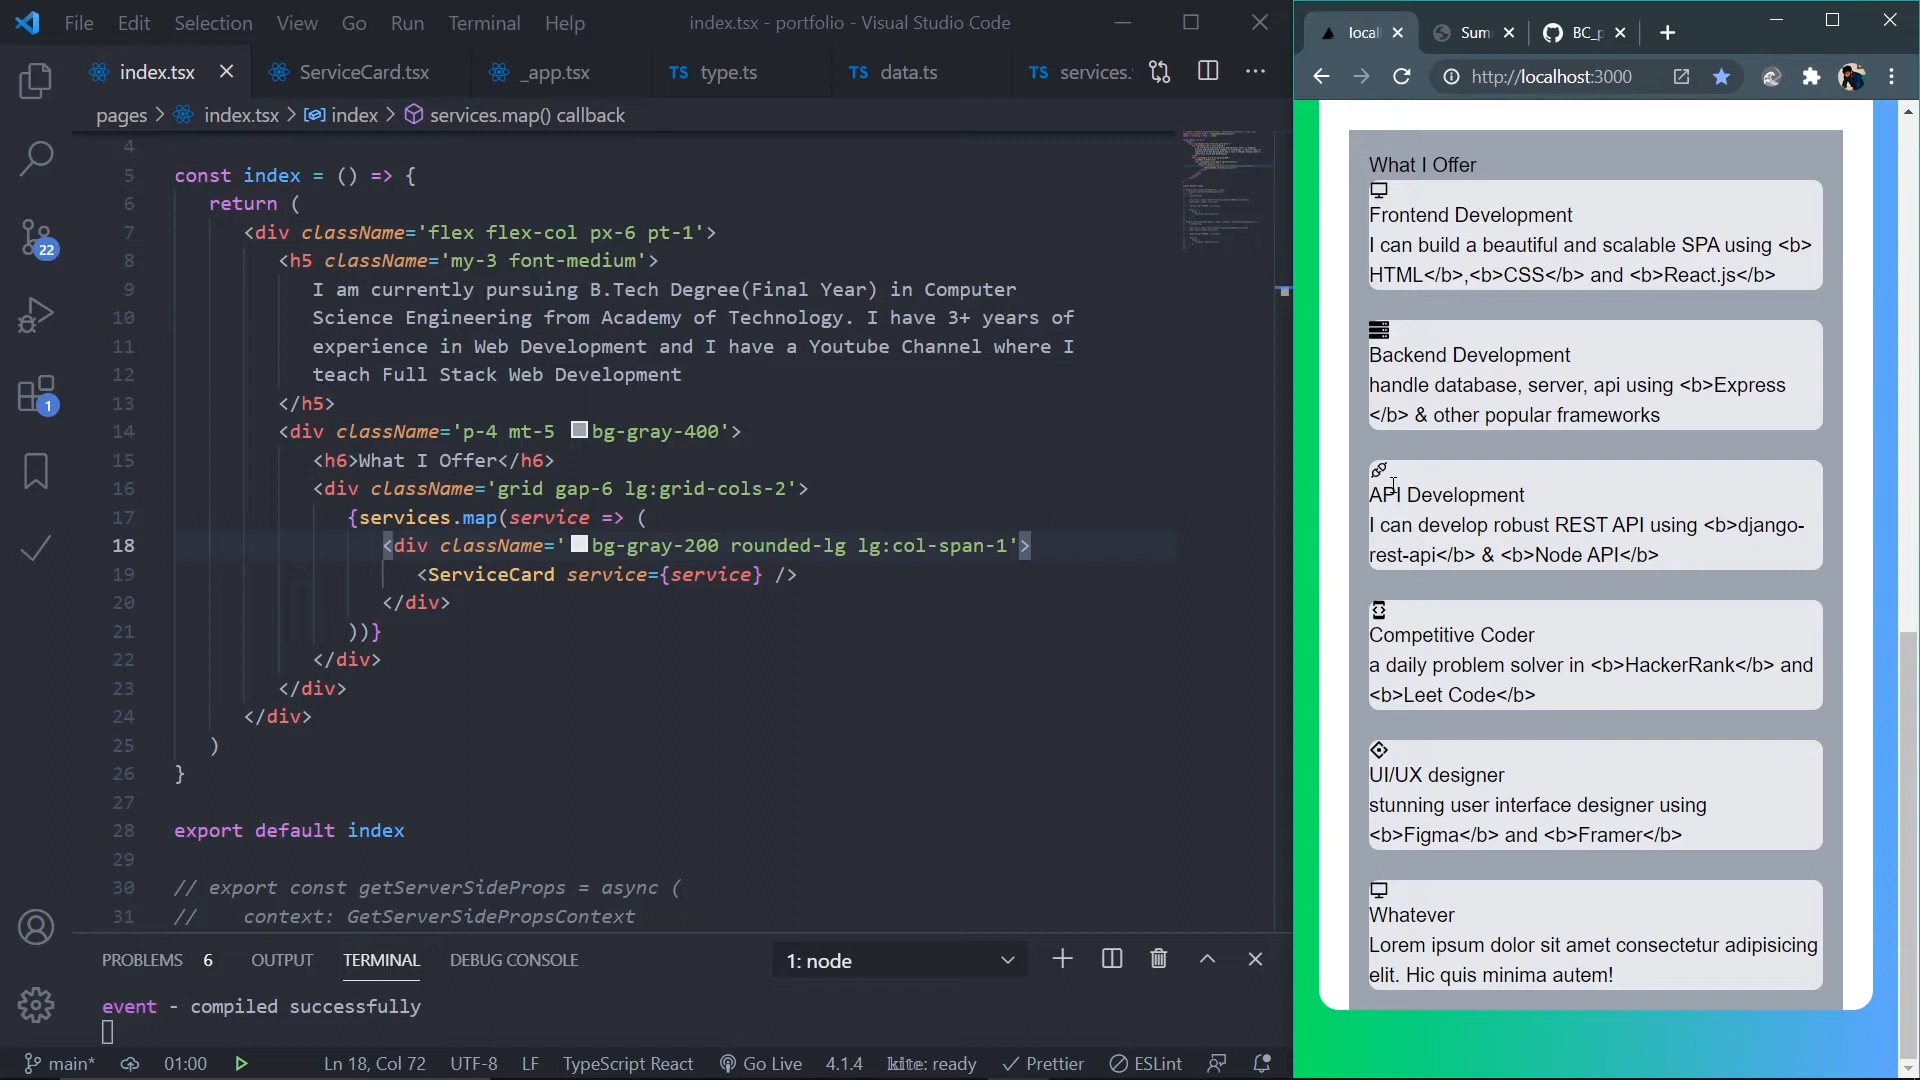 File Edit Selection View Go Run Terminal Help
index.tsx - portfolio - Visual Studio Code
index.tsx
ServiceCard.tsx
_app.tsx
TS type.ts
TS data.ts
TS services.
pages > index.tsx > index > services.map() callback
4
5 const index = () => {
6 return (
7 <div className='flex flex-col px-6 pt-1'>
8 <h5 className='my-3 font-medium'>
9 I am currently pursuing B.Tech Degree(Final Year) in Computer
10 Science Engineering from Academy of Technology. I have 3+ years of
11 experience in Web Development and I have a Youtube Channel where I
12 teach Full Stack Web Development
13 </h5>
14 <div className='p-4 mt-5 bg-gray-400'>
15 <h6>What I Offer</h6>
16 <div className='grid gap-6 lg:grid-cols-2'>
17 {services.map(service => (
18 <div className=' bg-gray-200 rounded-lg lg:col-span-1'>
19 <ServiceCard service={service} />
20 </div>
21 ))}
22 </div>
23 </div>
24 </div>
25 )
26 }
27
28 export default index
29
30 // export const getServerSideProps = async (
31 // context: GetServerSidePropsContext
22
1
PROBLEMS 6 OUTPUT TERMINAL DEBUG CONSOLE
1: node
event - compiled successfully
main* 01:00 Ln 18, Col 72 UTF-8 LF TypeScript React Go Live 4.1.4 kite: ready Prettier ESLint
local
Sum
BC_p
http://localhost:3000
What I Offer
Frontend Development
I can build a beautiful and scalable SPA using <b>
HTML</b>,<b>CSS</b> and <b>React.js</b>
Backend Development
handle database, server, api using <b>Express
</b> & other popular frameworks
API Development
I can develop robust REST API using <b>django-
rest-api</b> & <b>Node API</b>
Competitive Coder
a daily problem solver in <b>HackerRank</b> and
<b>Leet Code</b>
UI/UX designer
stunning user interface designer using
<b>Figma</b> and <b>Framer</b>
Whatever
Lorem ipsum dolor sit amet consectetur adipisicing
elit. Hic quis minima autem!